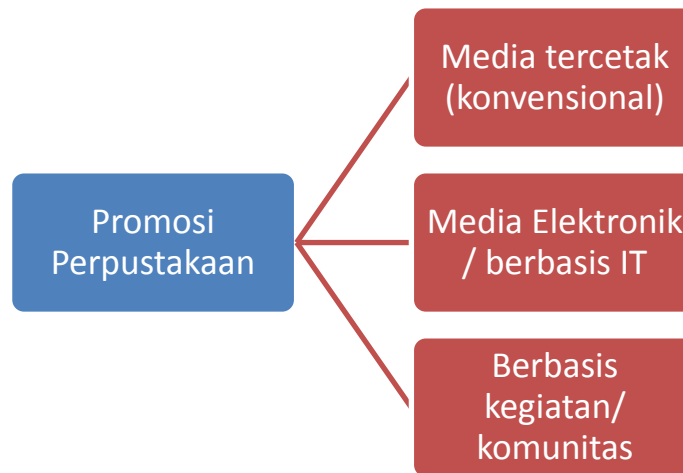 Media tercetak
(konvensional)
Promosi
Perpustakaan
Media Elektronik
/ berbasis IT
Berbasis
kegiatan/
komunitas